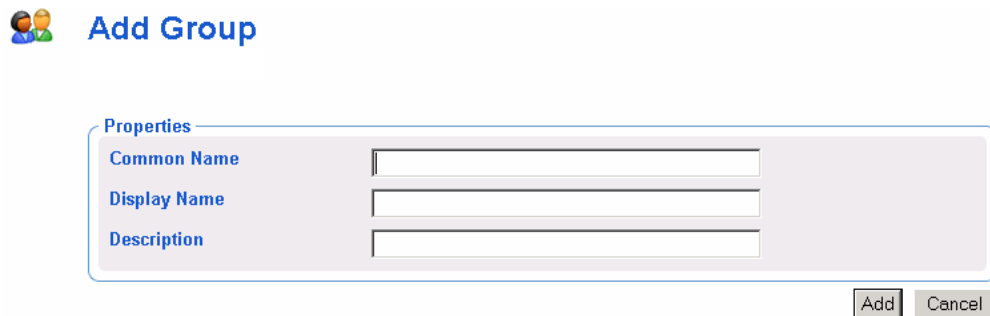 Add Group
Properties
Common Name
Display Name
Description
Add Cancel